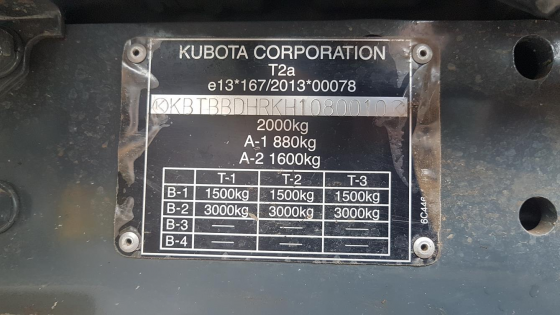 KUBOTA CORPORATION
T2a
e13*167/2013*00078
2000kg
A-1 880kg
A-2 1600kg
T-1 T-2 T-3
B-1 1500kg 1500kg 1500kg
B-2 3000kg 3000kg 3000kg
B-3 — — —
B-4 — — —